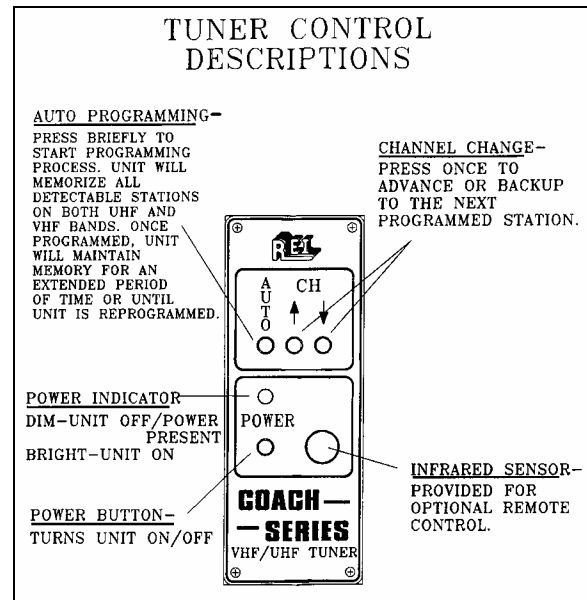 TUNER CONTROL
DESCRIPTIONS
AUTO PROGRAMMING-
PRESS BRIEFLY TO
START PROGRAMMING
PROCESS. UNIT WILL
MEMORIZE ALL
DETECTABLE STATIONS
ON BOTH UHF AND
VHF BANDS. ONCE
PROGRAMMED, UNIT
WILL MAINTAIN
MEMORY FOR AN
EXTENDED PERIOD
OF TIME OR UNTIL
UNIT IS REPROGRAMMED.
CHANNEL CHANGE-
PRESS ONCE TO
ADVANCE OR BACKUP
TO THE NEXT
PROGRAMMED STATION.
REI
AUTO
CH
POWER INDICATOR
DIM-UNIT OFF/POWER
PRESENT
BRIGHT-UNIT ON
POWER
POWER BUTTON-
TURNS UNIT ON/OFF
INFRARED SENSOR-
PROVIDED FOR
OPTIONAL REMOTE
CONTROL.
COACH-
-SERIES
VHF/UHF TUNER